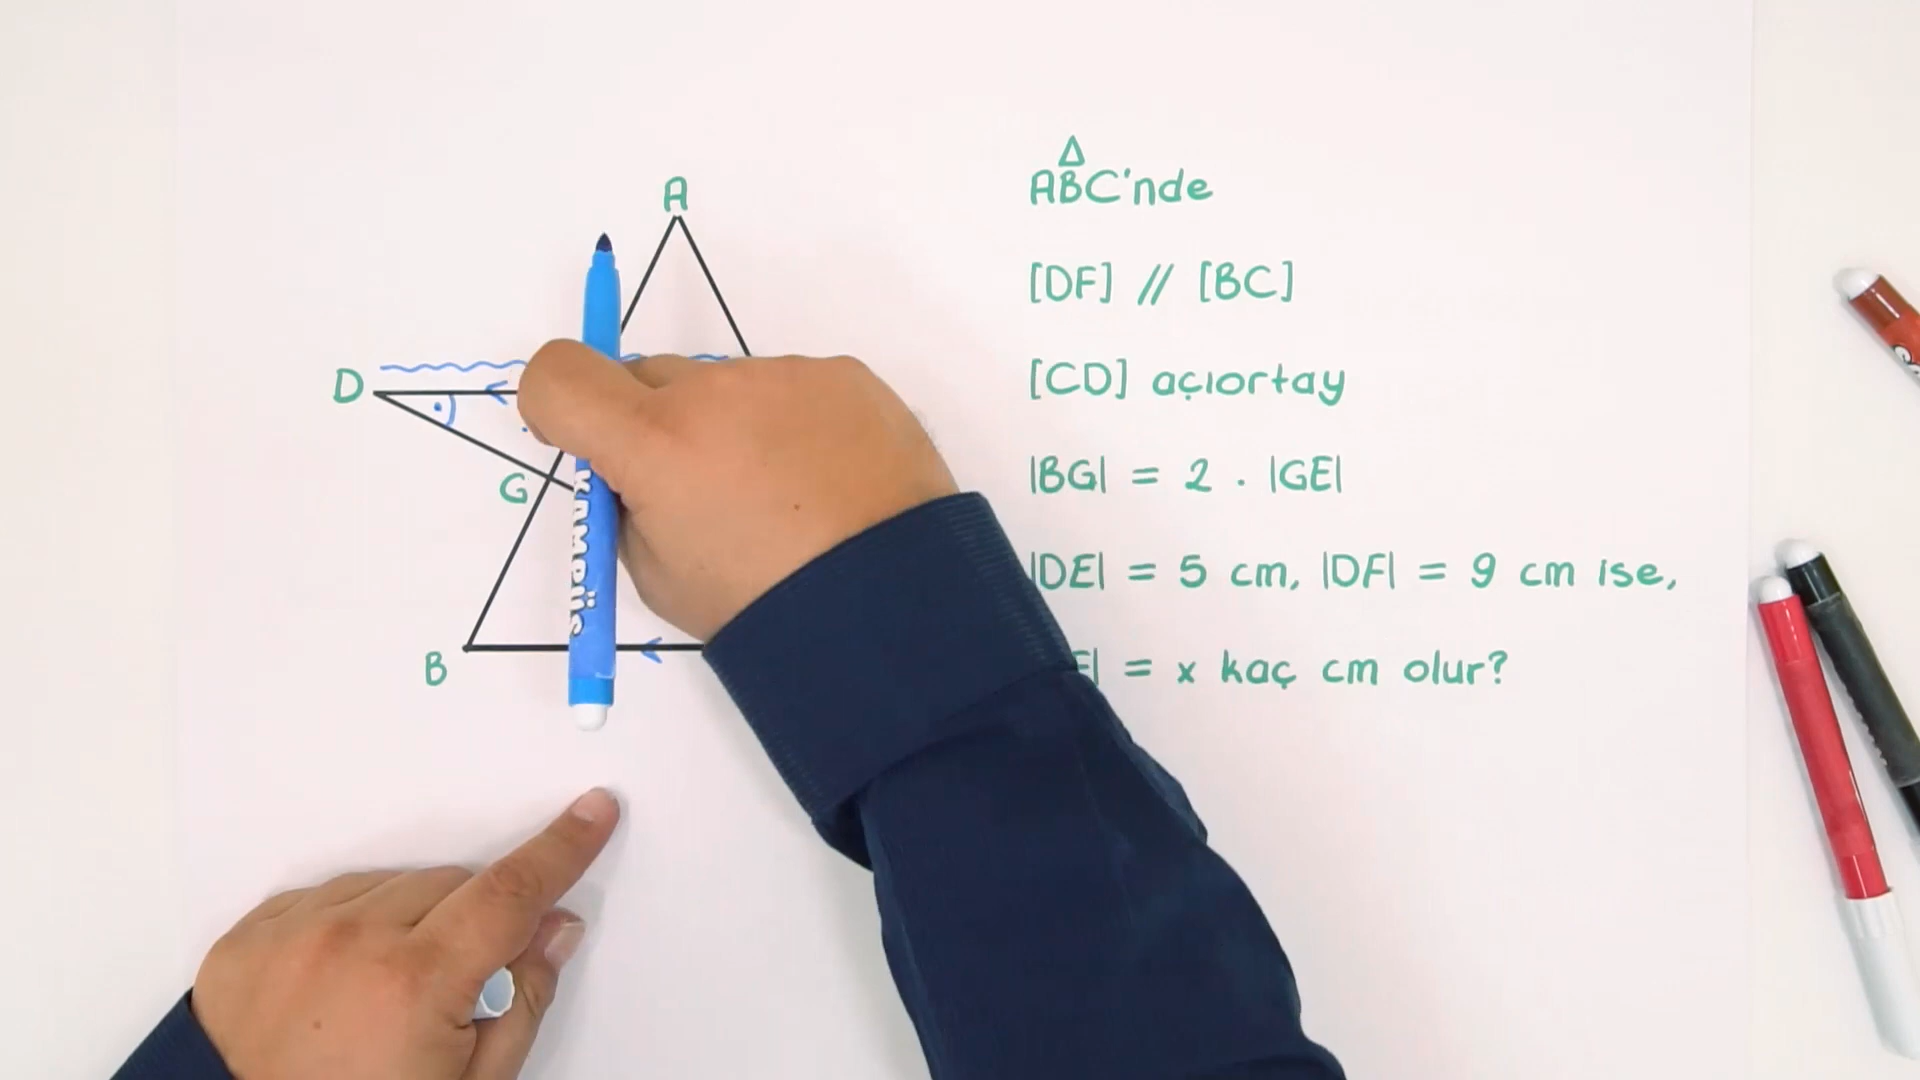 A
ABC'nde
[DF] // [BC]
D
[CD] açıortay
G
|BG| = 2 . |GE|
|DE| = 5 cm, |DF| = 9 cm ise,
B
= x kaç cm olur?